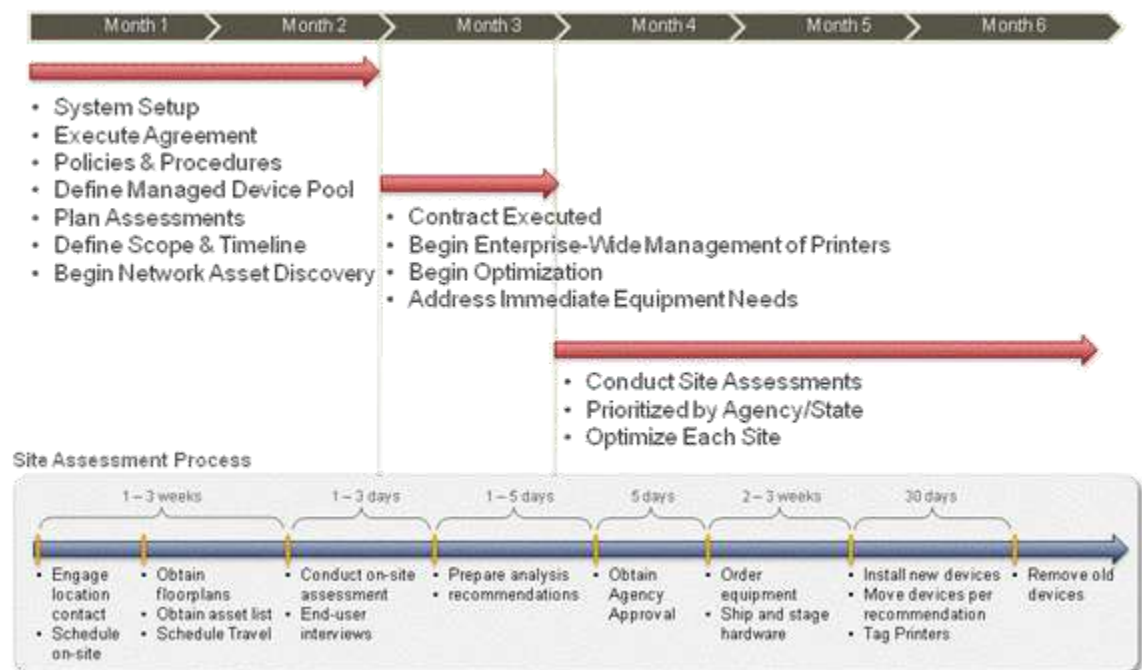 Month 1
Month 2
Month 3
Month 4
Month 5
Month 6
• System Setup
• Execute Agreement
• Policies & Procedures
• Define Managed Device Pool
• Plan Assessments
• Define Scope & Timeline
• Begin Network Asset Discovery
• Contract Executed
• Begin Enterprise-Wide Management of Printers
• Begin Optimization
• Address Immediate Equipment Needs
• Conduct Site Assessments
• Prioritized by Agency/State
• Optimize Each Site
Site Assessment Process
1 – 3 weeks
1 – 3 days
1 – 5 days
5 days
2 – 3 weeks
30 days
• Engage
location
contact
• Schedule
on-site
• Obtain
floorplans
• Obtain asset list
• Schedule Travel
• Conduct on-site
assessment
• End-user
interviews
• Prepare analysis
• recommendations
• Obtain
Agency
Approval
• Order
equipment
• Ship and stage
hardware
• Install new devices
• Move devices per
recommendation
• Tag Printers
• Remove old
devices